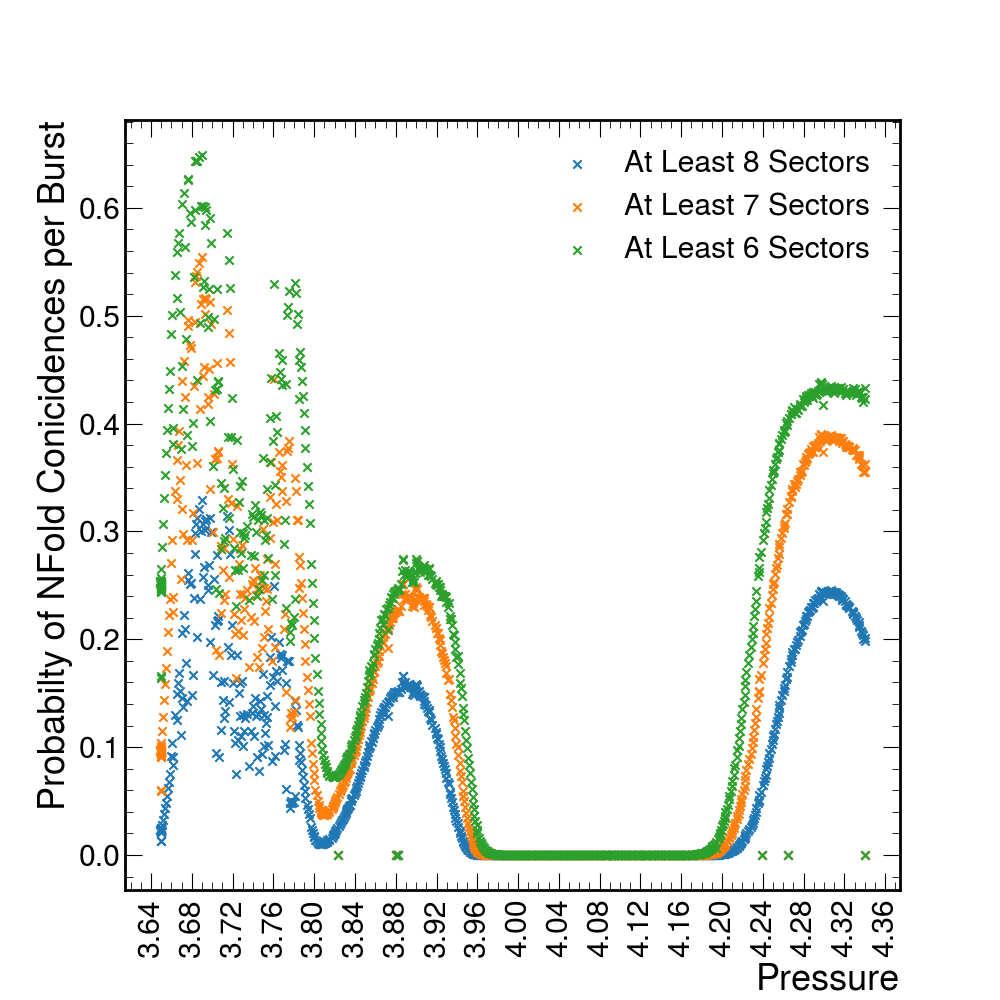 Probabilty of NFold Conicidences per Burst
At Least 8 Sectors
At Least 7 Sectors
At Least 6 Sectors
0.6
0.5
0.4
0.3
0.2
0.1
0.0
3.64 3.68 3.72 3.76 3.80 3.84 3.88 3.92 3.96 4.00 4.04 4.08 4.12 4.16 4.20 4.24 4.28 4.32 4.36
Pressure